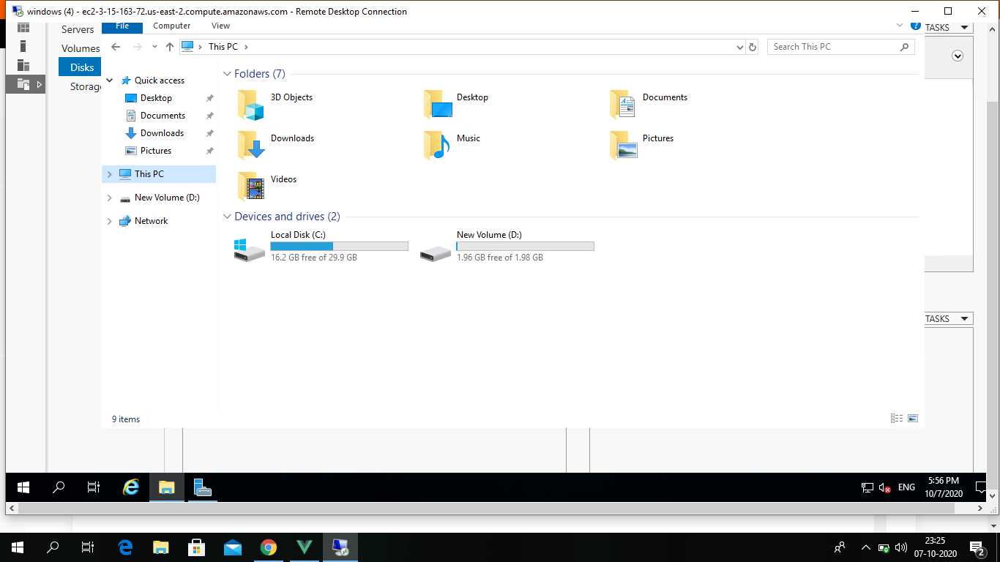 windows (4) - ec2-3-15-163-72.us-east-2.compute.amazonaws.com - Remote Desktop Connection
Servers
Volumes
Disks
Storage
File Computer View
TASKS
This PC
Search This PC
Quick access
Desktop
Documents
Downloads
Pictures
This PC
New Volume (D:)
Network
Folders (7)
3D Objects
Desktop
Documents
Downloads
Music
Pictures
Videos
Devices and drives (2)
Local Disk (C:)
16.2 GB free of 29.9 GB
New Volume (D:)
1.96 GB free of 1.98 GB
TASKS
9 items
ENG
5:56 PM
10/7/2020
23:25
07-10-2020
2